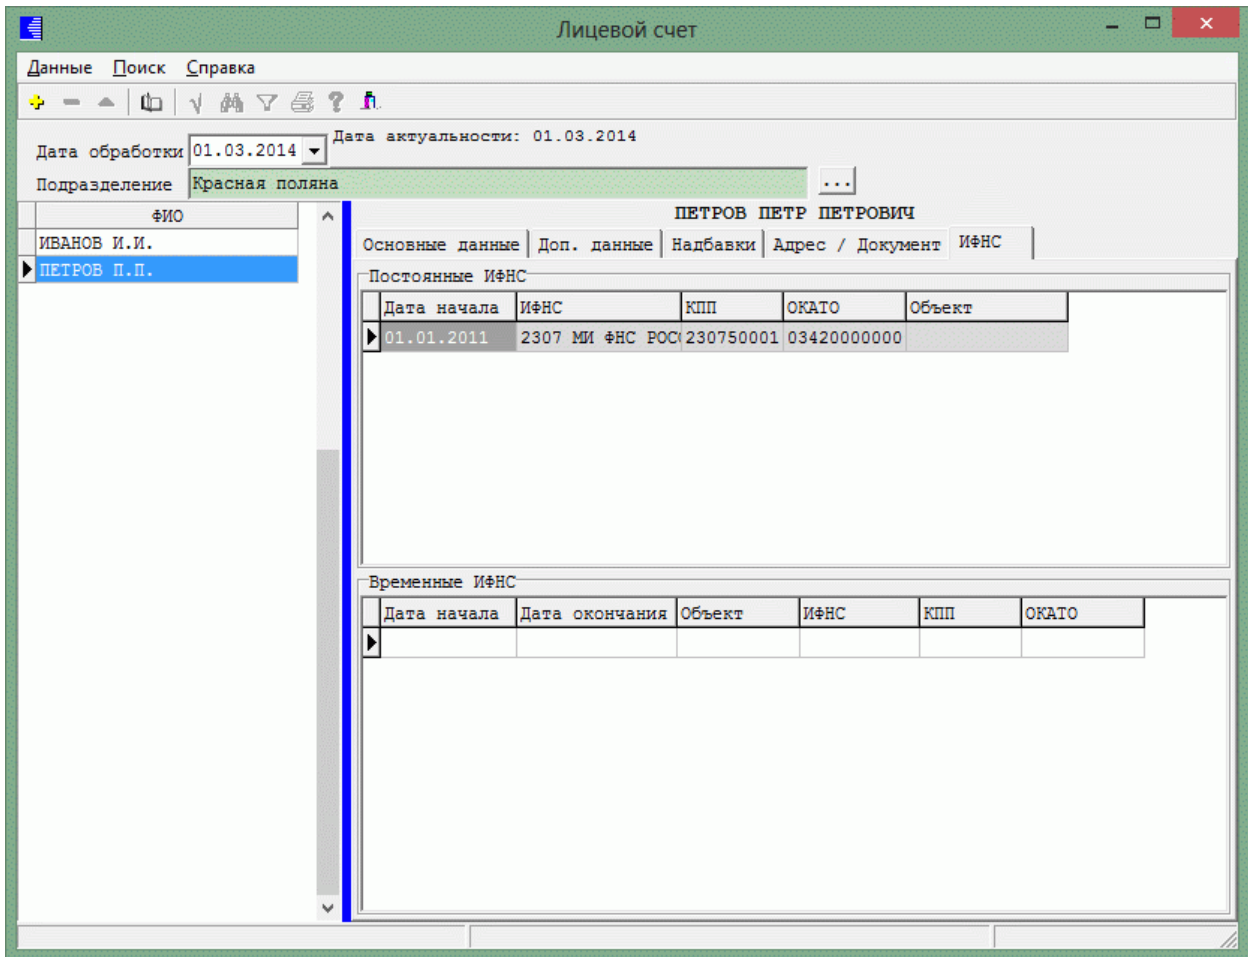 Лицевой счет
Данные Поиск Справка
Дата обработки 01.03.2014 Дата актуальности: 01.03.2014
Подразделение Красная поляна ...
ФИО
ИВАНОВ И.И.
ПЕТРОВ П.П.
ПЕТРОВ ПЕТР ПЕТРОВИЧ
Основные данные Доп. данные Надбавки Адрес / Документ ИФНС
Постоянные ИФНС
Дата начала ИФНС КПП ОКАТО Объект
01.01.2011 2307 МИ ФНС РОС 230750001 03420000000
Временные ИФНС
Дата начала Дата окончания Объект ИФНС КПП ОКАТО